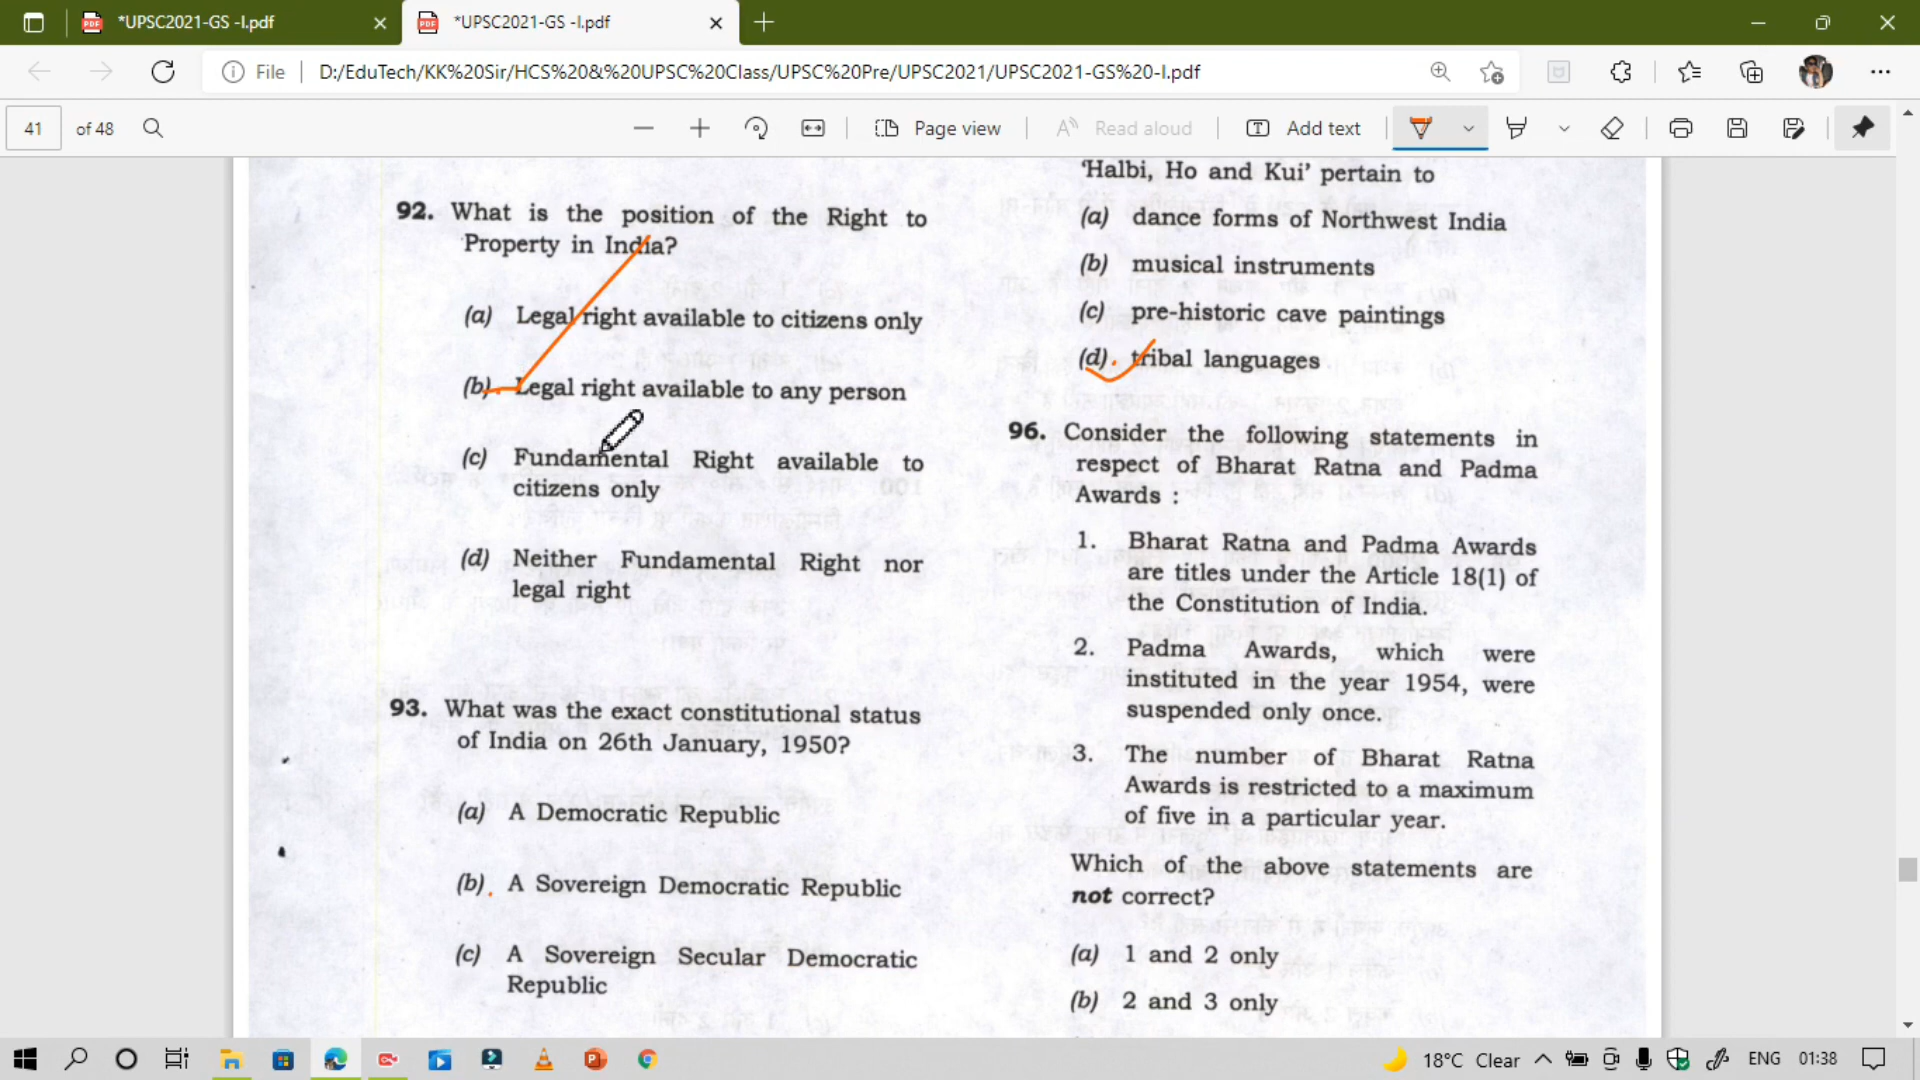 *UPSC2021-GS -I.pdf
*UPSC2021-GS -I.pdf
File
D:/EduTech/KK%20Sir/HCS%20&%20UPSC%20Class/UPSC%20Pre/UPSC2021/UPSC2021-GS%20-I.pdf
41 of 48
Page view
Read aloud
Add text
92. What is the position of the Right to
Property in India?
(a) Legal right available to citizens only
(b) Legal right available to any person
(c) Fundamental Right available to
citizens only
(d) Neither Fundamental Right nor
legal right
93. What was the exact constitutional status
of India on 26th January, 1950?
(a) A Democratic Republic
(b) A Sovereign Democratic Republic
(c) A Sovereign Secular Democratic
Republic
'Halbi, Ho and Kui' pertain to
(a) dance forms of Northwest India
(b) musical instruments
(c) pre-historic cave paintings
(d) tribal languages
96. Consider the following statements in
respect of Bharat Ratna and Padma
Awards :
1. Bharat Ratna and Padma Awards
are titles under the Article 18(1) of
the Constitution of India.
2. Padma Awards, which were
instituted in the year 1954, were
suspended only once.
3. The number of Bharat Ratna
Awards is restricted to a maximum
of five in a particular year.
Which of the above statements are
not correct?
(a) 1 and 2 only
(b) 2 and 3 only
18°C Clear
ENG
01:38